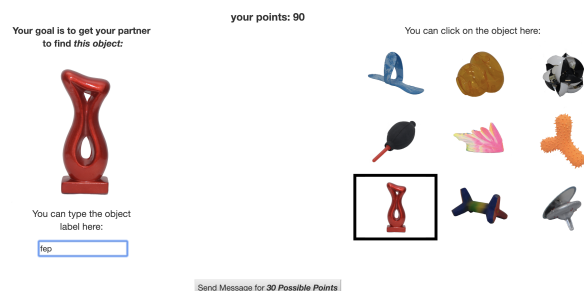 your points: 90
Your goal is to get your partner
to find this object:
You can click on the object here:
You can type the object
label here:
fep
Send Message for 30 Possible Points